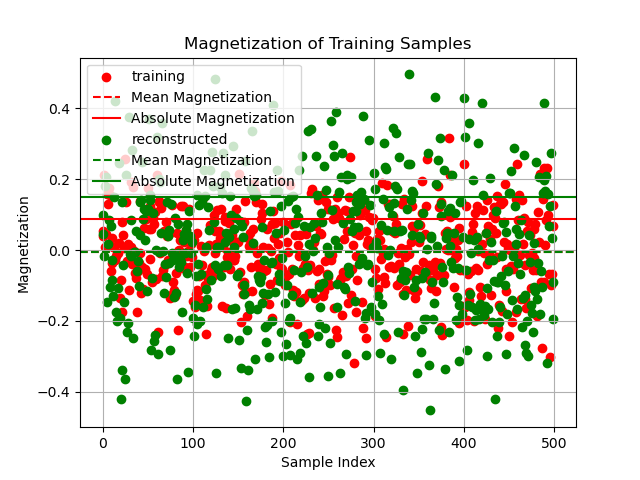 Magnetization of Training Samples
training
Mean Magnetization
Absolute Magnetization
reconstructed
Mean Magnetization
Absolute Magnetization
0.4
0.2
0.0
−0.2
−0.4
Magnetization
0 100 200 300 400 500
Sample Index